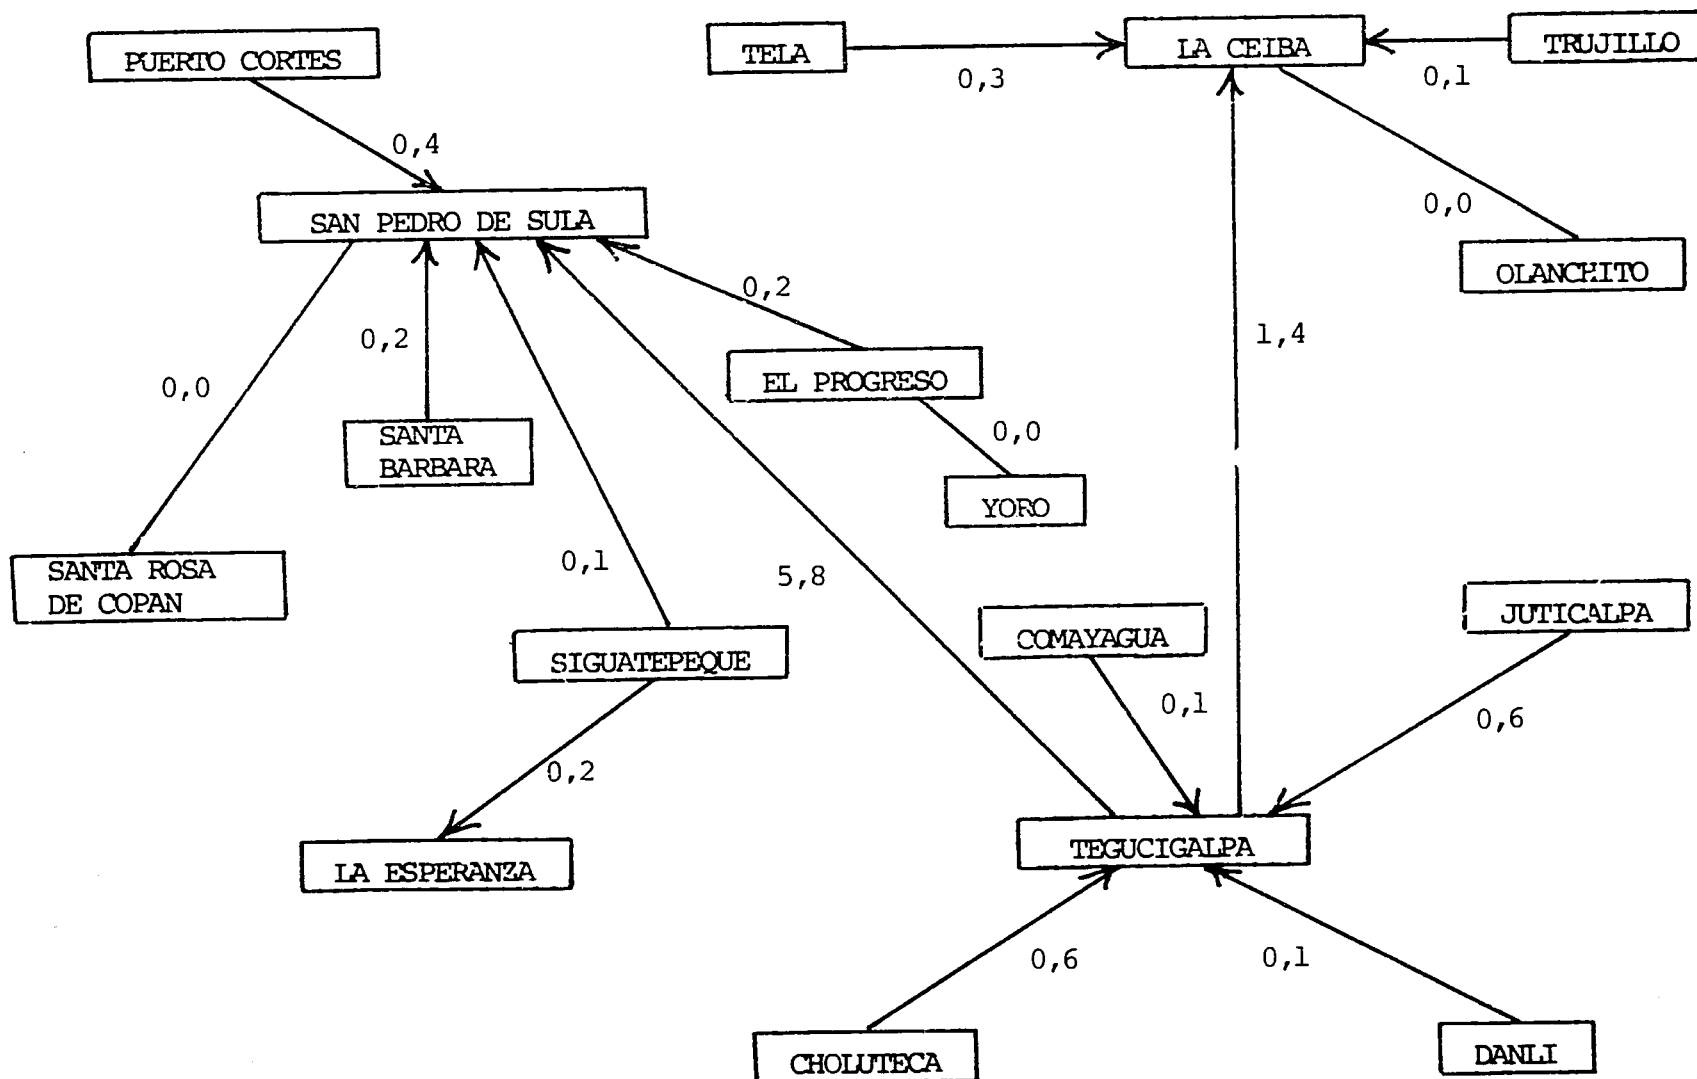 PUERTO CORTES
TELA
LA CEIBA
TRUJILLO
0,3
0,1
0,4
SAN PEDRO DE SULA
0,0
OLANCHITO
0,2
0,2
1,4
EL PROGRESO
0,0
SANTA
BARBARA
0,0
YORO
SANTA ROSA
DE COPAN
0,1
5,8
COMAYAGUA
JUTICALPA
SIGUATEPEQUE
0,1
0,6
0,2
TEGUCIGALPA
LA ESPERANZA
0,6
0,1
CHOLUTECA
DANLI